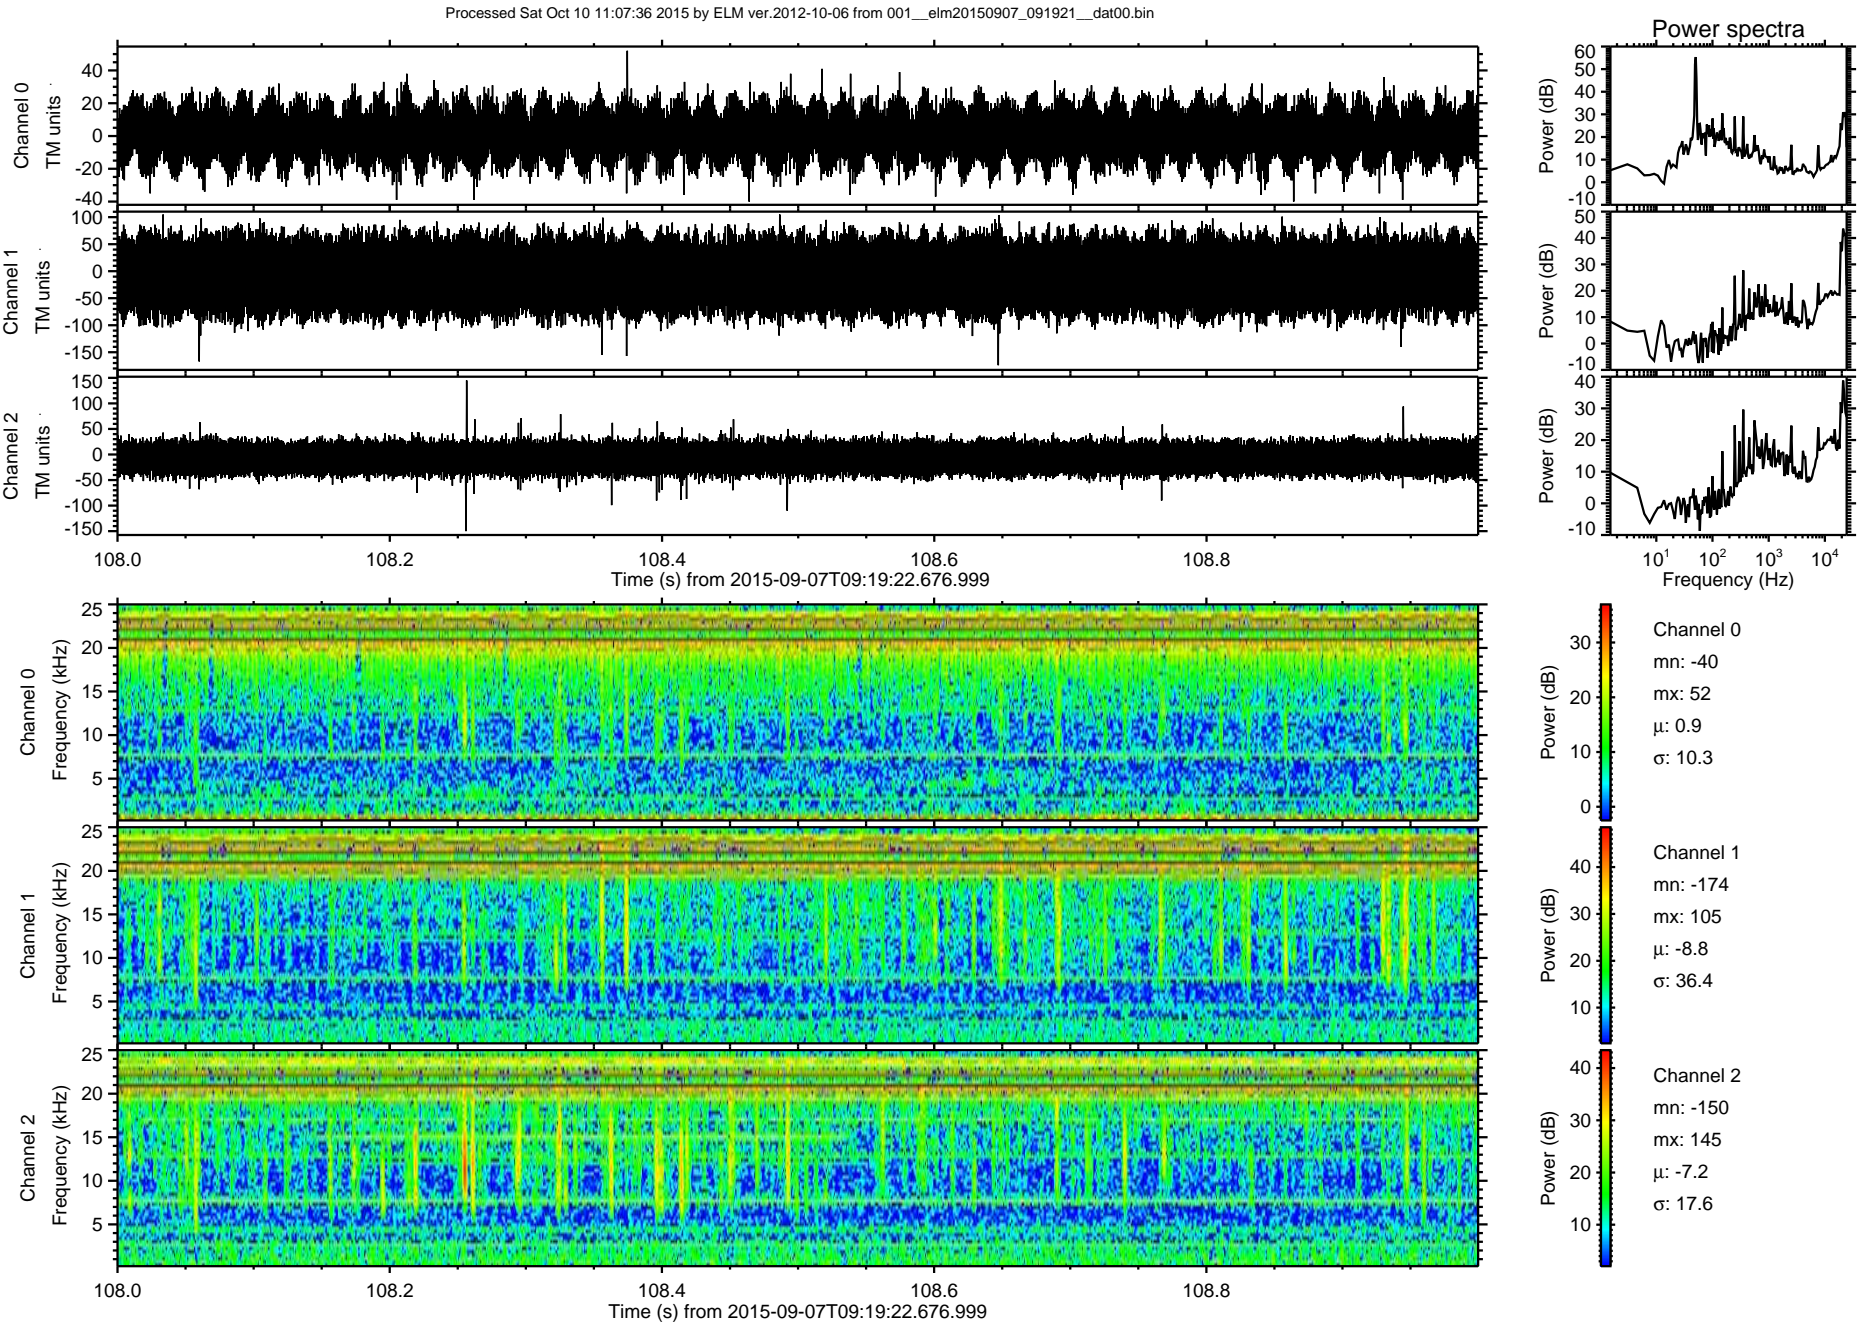 Processed Sat Oct 10 11:07:36 2015 by ELM ver.2012-10-06 from 001__elm20150907_091921__dat00.bin
Power spectra
Channel 0
TM units
40
20
0
-20
-40
Power (dB)
60
50
40
30
20
10
0
-10
Channel 1
TM units
100
50
0
-50
-100
-150
Power (dB)
50
40
30
20
10
0
-10
Channel 2
TM units
150
100
50
0
-50
-100
-150
Power (dB)
40
30
20
10
0
-10
108.0 108.2 108.4 108.6 108.8
Time (s) from 2015-09-07T09:19:22.676.999
10¹ 10² 10³ 10⁴
Frequency (Hz)
Channel 0
Frequency (kHz)
25
20
15
10
5
Power (dB)
30
20
10
0
Channel 0
mn: -40
mx: 52
µ: 0.9
σ: 10.3
Channel 1
Frequency (kHz)
25
20
15
10
5
Power (dB)
40
30
20
10
Channel 1
mn: -174
mx: 105
µ: -8.8
σ: 36.4
Channel 2
Frequency (kHz)
25
20
15
10
5
Power (dB)
40
30
20
10
Channel 2
mn: -150
mx: 145
µ: -7.2
σ: 17.6
108.0 108.2 108.4 108.6 108.8
Time (s) from 2015-09-07T09:19:22.676.999